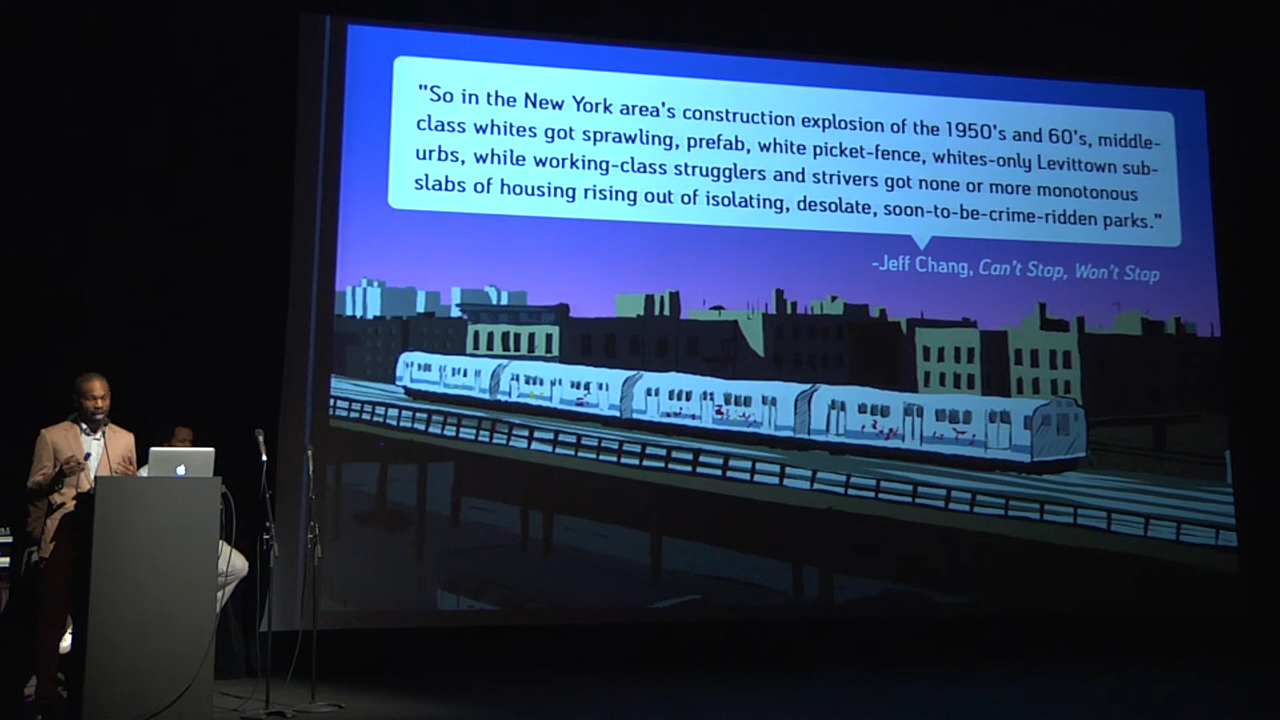 "So in the New York area's construction explosion of the 1950's and 60's, middle-
class whites got sprawling, prefab, white picket-fence, whites-only Levittown sub-
urbs, while working-class strugglers and strivers got none or more monotonous
slabs of housing rising out of isolating, desolate, soon-to-be-crime-ridden parks."
-Jeff Chang, Can't Stop, Won't Stop